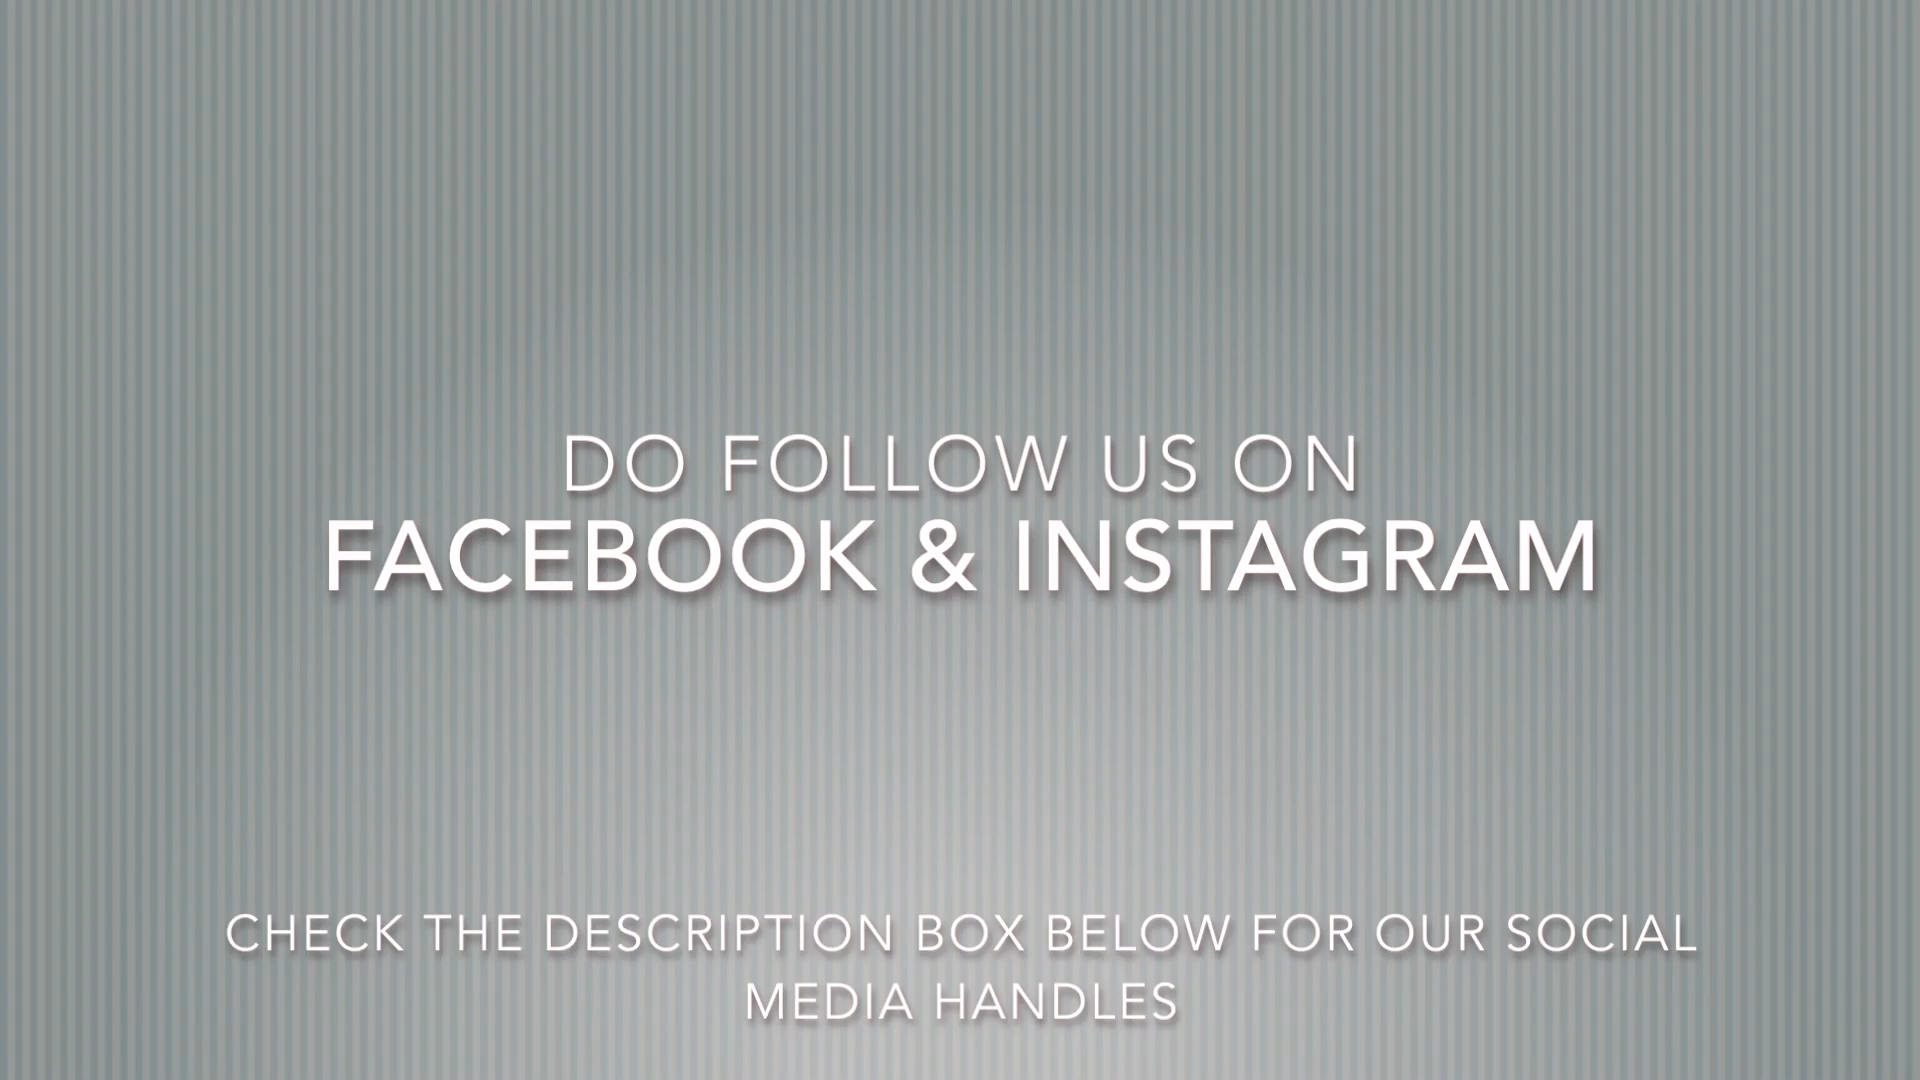 DO FOLLOW US ON
FACEBOOK & INSTAGRAM
CHECK THE DESCRIPTION BOX BELOW FOR OUR SOCIAL
MEDIA HANDLES